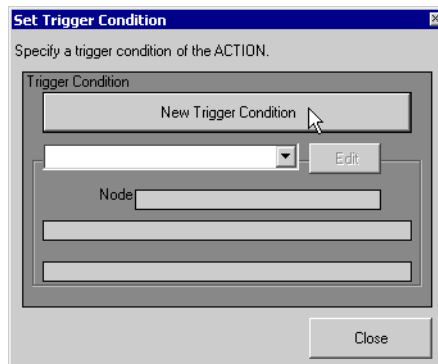 Set Trigger Condition
Specify a trigger condition of the ACTION.
Trigger Condition
New Trigger Condition
Edit
Node
Close